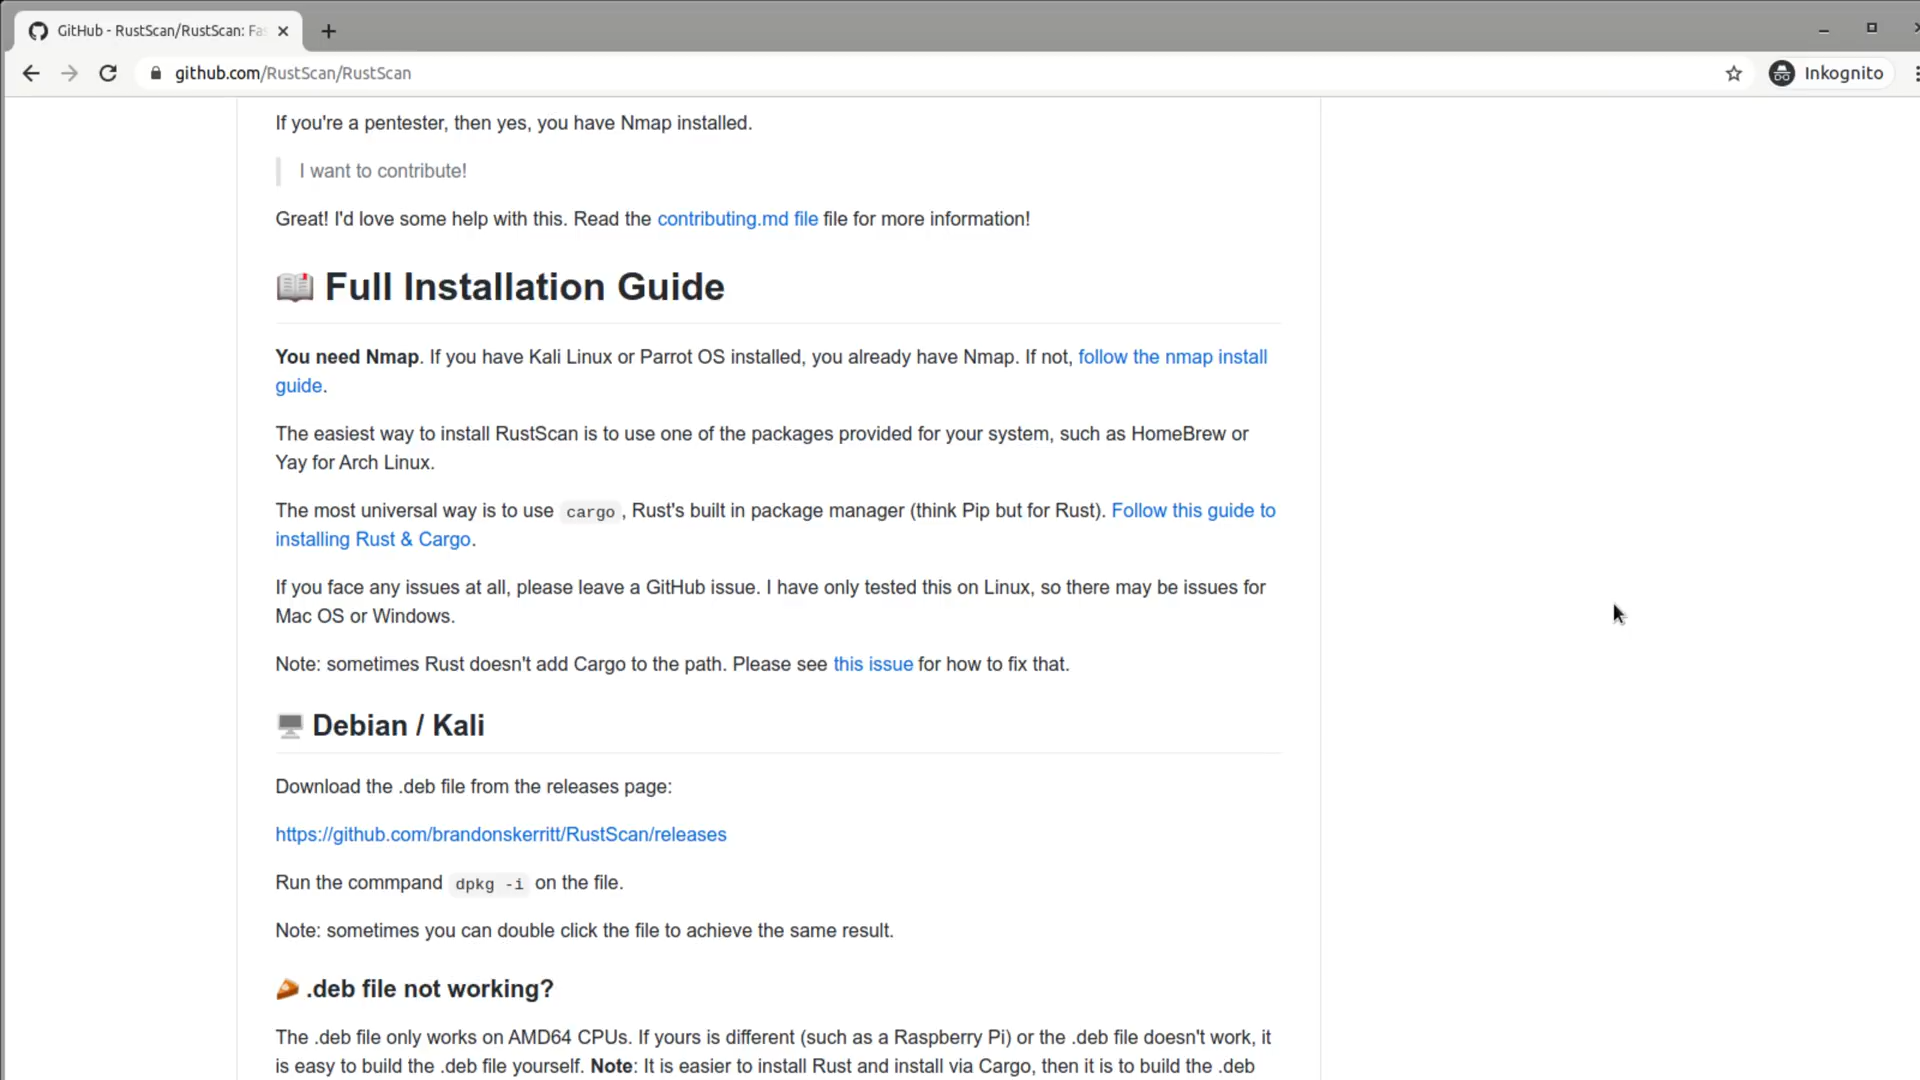 GitHub - RustScan/RustScan: Fas
github.com/RustScan/RustScan
Inkognito
If you're a pentester, then yes, you have Nmap installed.
I want to contribute!
Great! I'd love some help with this. Read the contributing.md file file for more information!
Full Installation Guide
You need Nmap. If you have Kali Linux or Parrot OS installed, you already have Nmap. If not, follow the nmap install
guide.
The easiest way to install RustScan is to use one of the packages provided for your system, such as HomeBrew or
Yay for Arch Linux.
The most universal way is to use cargo, Rust's built in package manager (think Pip but for Rust). Follow this guide to
installing Rust & Cargo.
If you face any issues at all, please leave a GitHub issue. I have only tested this on Linux, so there may be issues for
Mac OS or Windows.
Note: sometimes Rust doesn't add Cargo to the path. Please see this issue for how to fix that.
Debian / Kali
Download the .deb file from the releases page:
https://github.com/brandonskerritt/RustScan/releases
Run the commpand dpkg -i on the file.
Note: sometimes you can double click the file to achieve the same result.
.deb file not working?
The .deb file only works on AMD64 CPUs. If yours is different (such as a Raspberry Pi) or the .deb file doesn't work, it
is easy to build the .deb file yourself. Note: It is easier to install Rust and install via Cargo, then it is to build the .deb